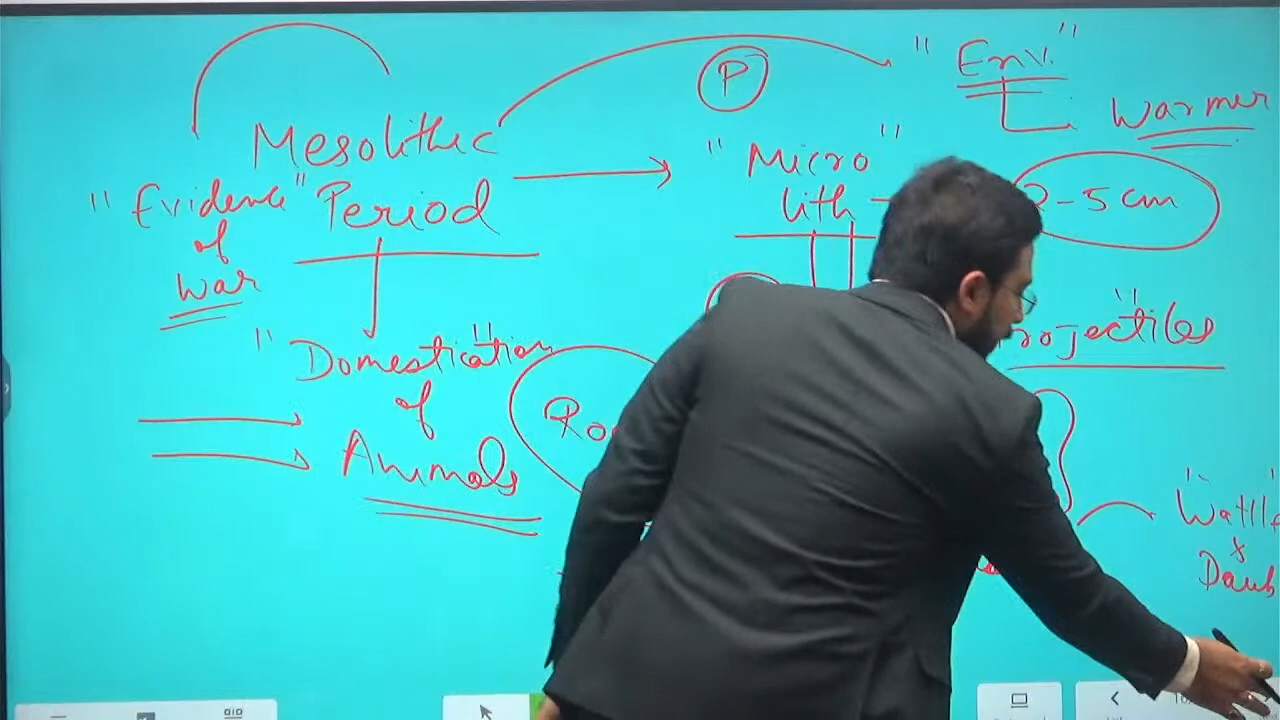 "Env."
P
Warmer
Mesolithic
"Micro"
lith
2-5 cm
"Evidence"
Period
of
War
"Domestication"
of
Animals
Projectiles
"Wattle
&
Daub